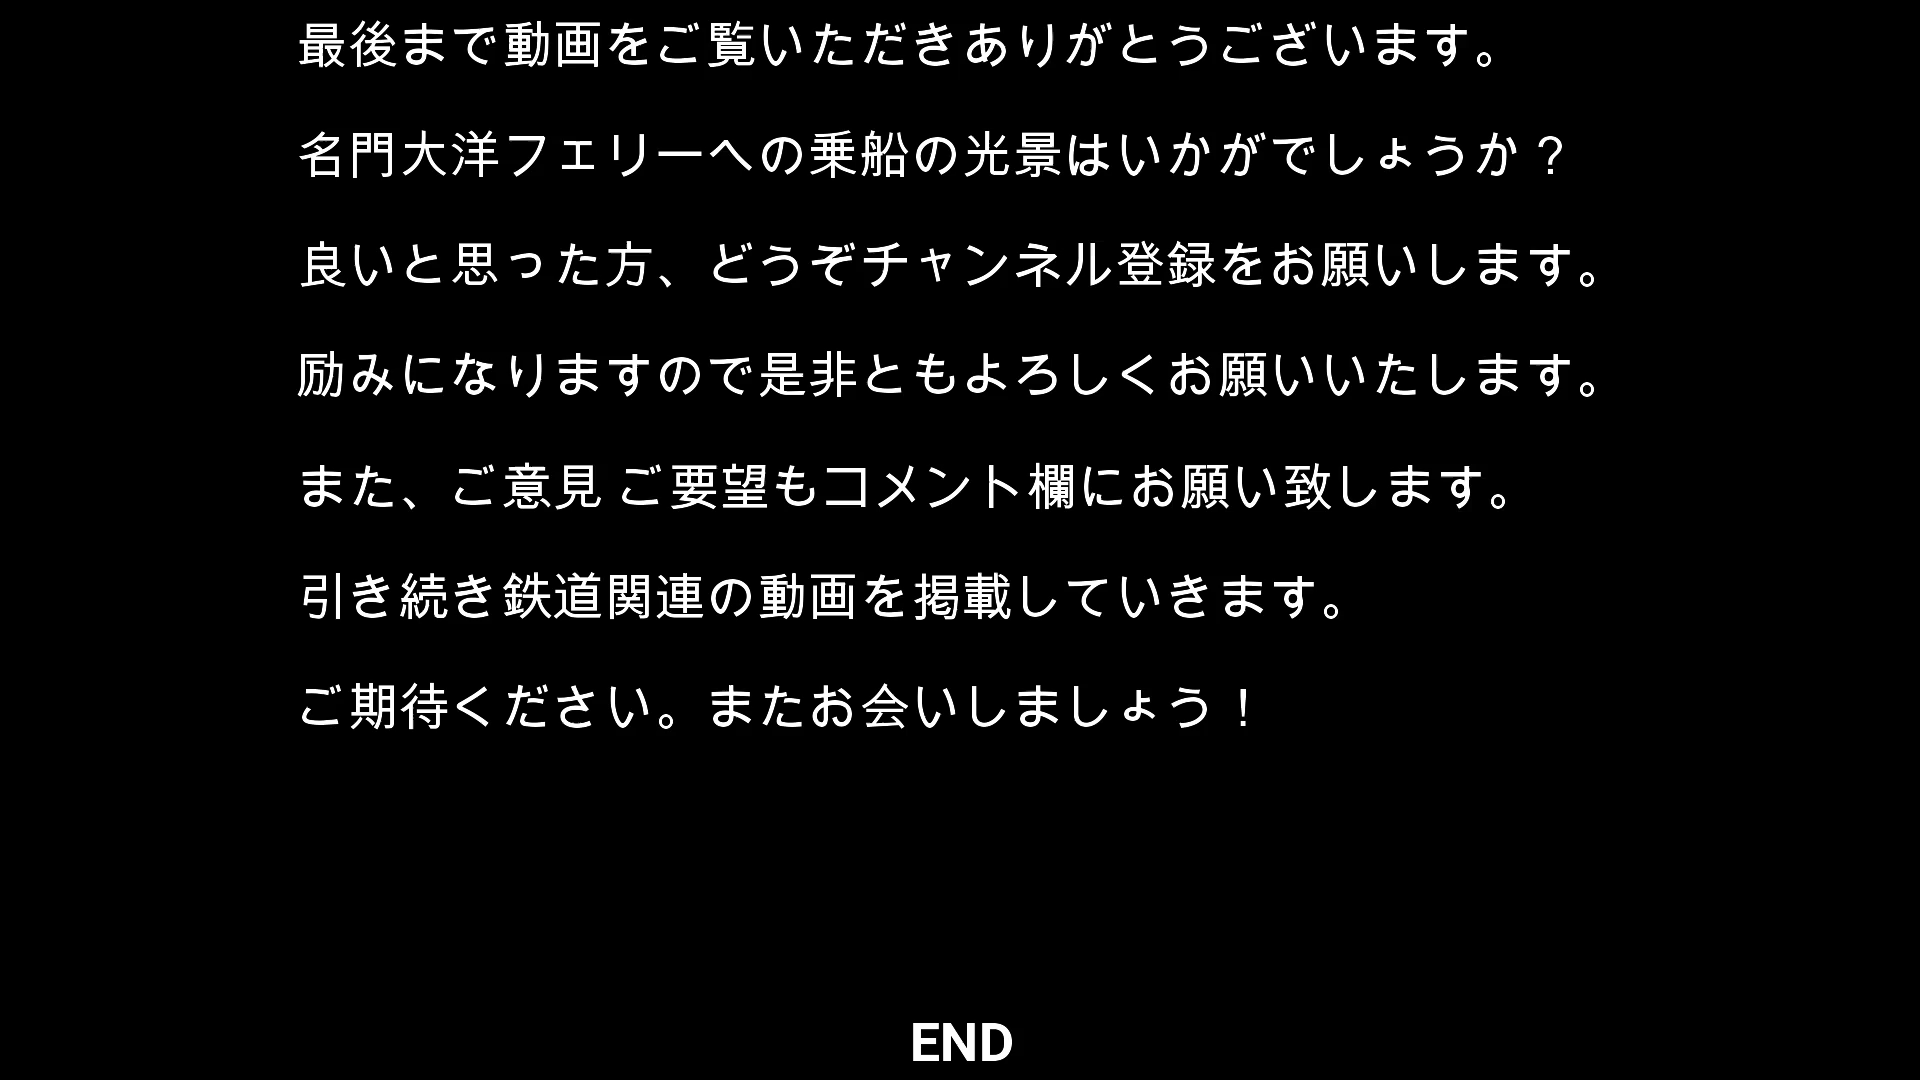 最後まで動画をご覧いただきありがとうございます。
名門大洋フェリーへの乗船の光景はいかがでしょうか？
良いと思った方、どうぞチャンネル登録をお願いします。
励みになりますので是非ともよろしくお願いいたします。
また、ご意見 ご要望もコメント欄にお願い致します。
引き続き鉄道関連の動画を掲載していきます。
ご期待ください。またお会いしましょう！
END